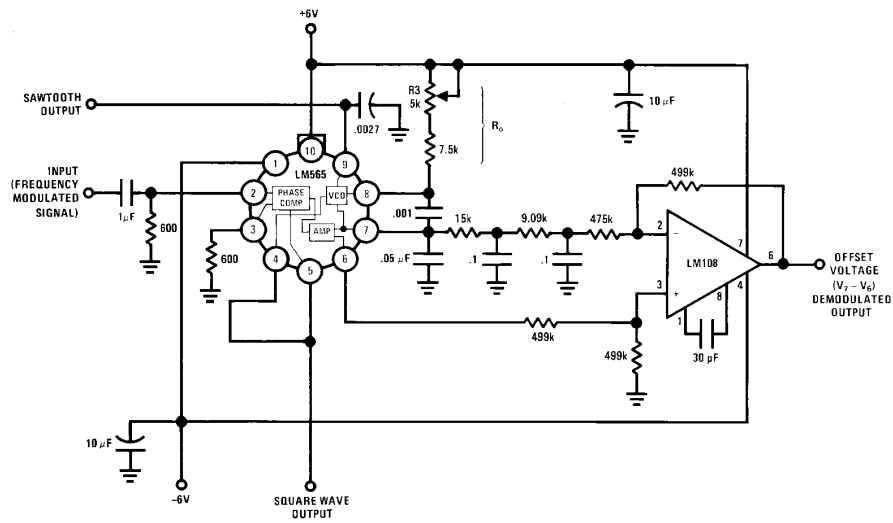 +6V
SAWTOOTH
OUTPUT
.0027
R3
5k
7.5k
R₀
10 μF
INPUT
(FREQUENCY
MODULATED
SIGNAL)
1μF
600
600
1
2
3
4
5
6
7
8
9
10
LM565
PHASE
COMP
VCO
AMP
.001
.05 μF
15k
.1
9.09k
.1
475k
499k
499k
499k
2
−
3
+
LM108
7
6
4
8
1
30 pF
OFFSET
VOLTAGE
(V₇ – V₆)
DEMODULATED
OUTPUT
10 μF
–6V
SQUARE WAVE
OUTPUT